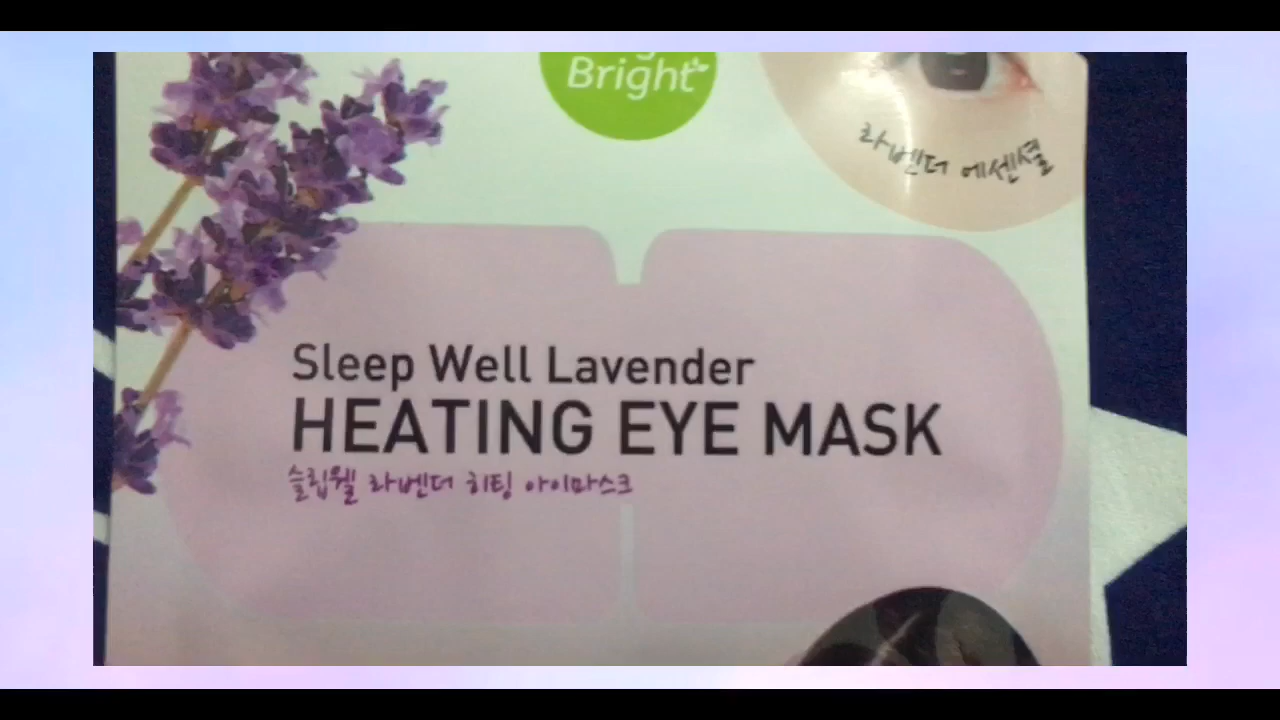 Bright
라벤더 에센셜
Sleep Well Lavender
HEATING EYE MASK
슬립웰 라벤더 히팅 아이마스크